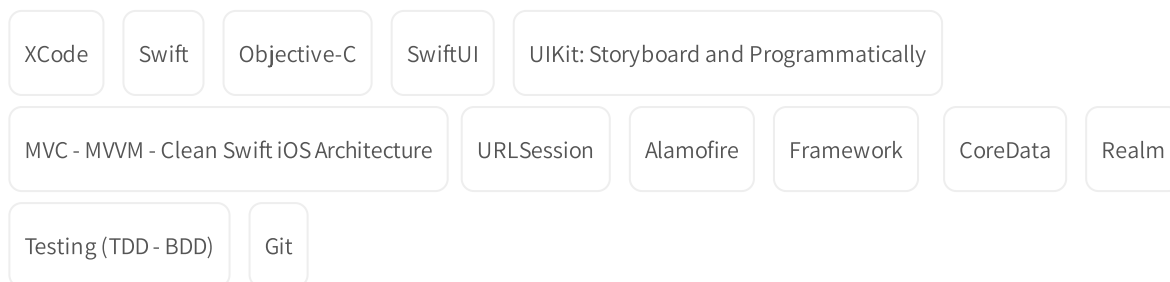 XCode Swift Objective-C SwiftUI UIKit: Storyboard and Programmatically
MVC - MVVM - Clean Swift iOS Architecture URLSession Alamofire Framework CoreData Realm
Testing (TDD - BDD) Git